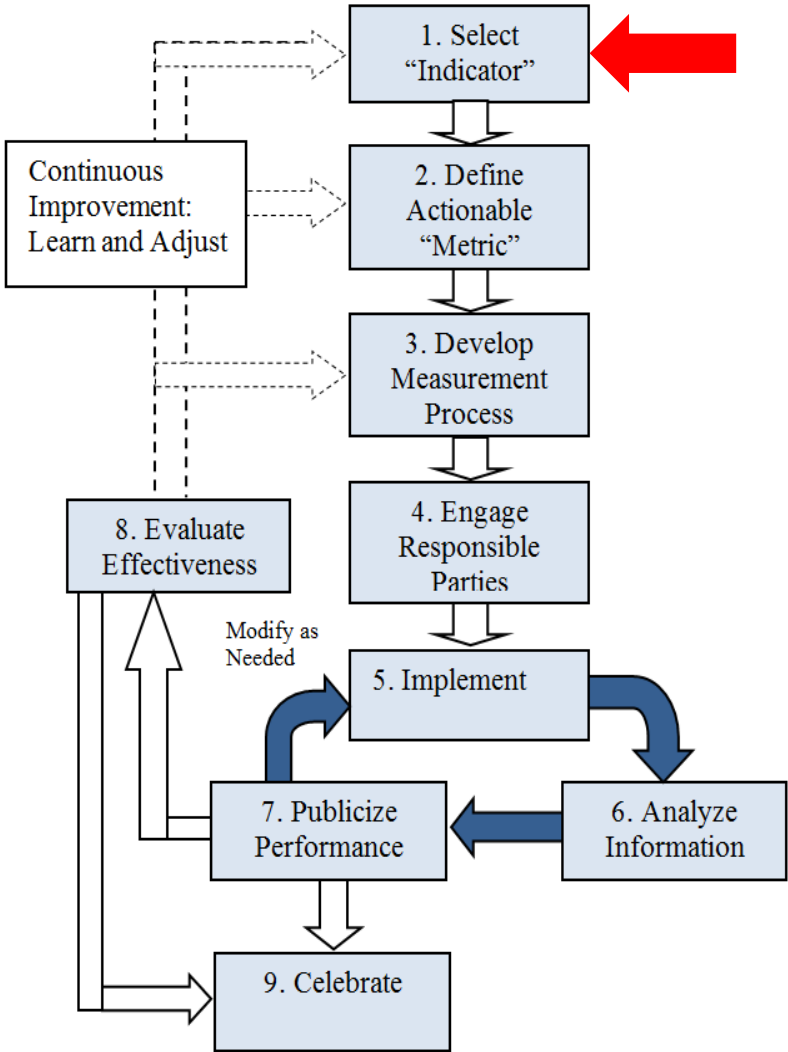 1. Select
“Indicator”
Continuous
Improvement:
Learn and Adjust
2. Define
Actionable
“Metric”
3. Develop
Measurement
Process
4. Engage
Responsible
Parties
8. Evaluate
Effectiveness
Modify as
Needed
5. Implement
7. Publicize
Performance
6. Analyze
Information
9. Celebrate